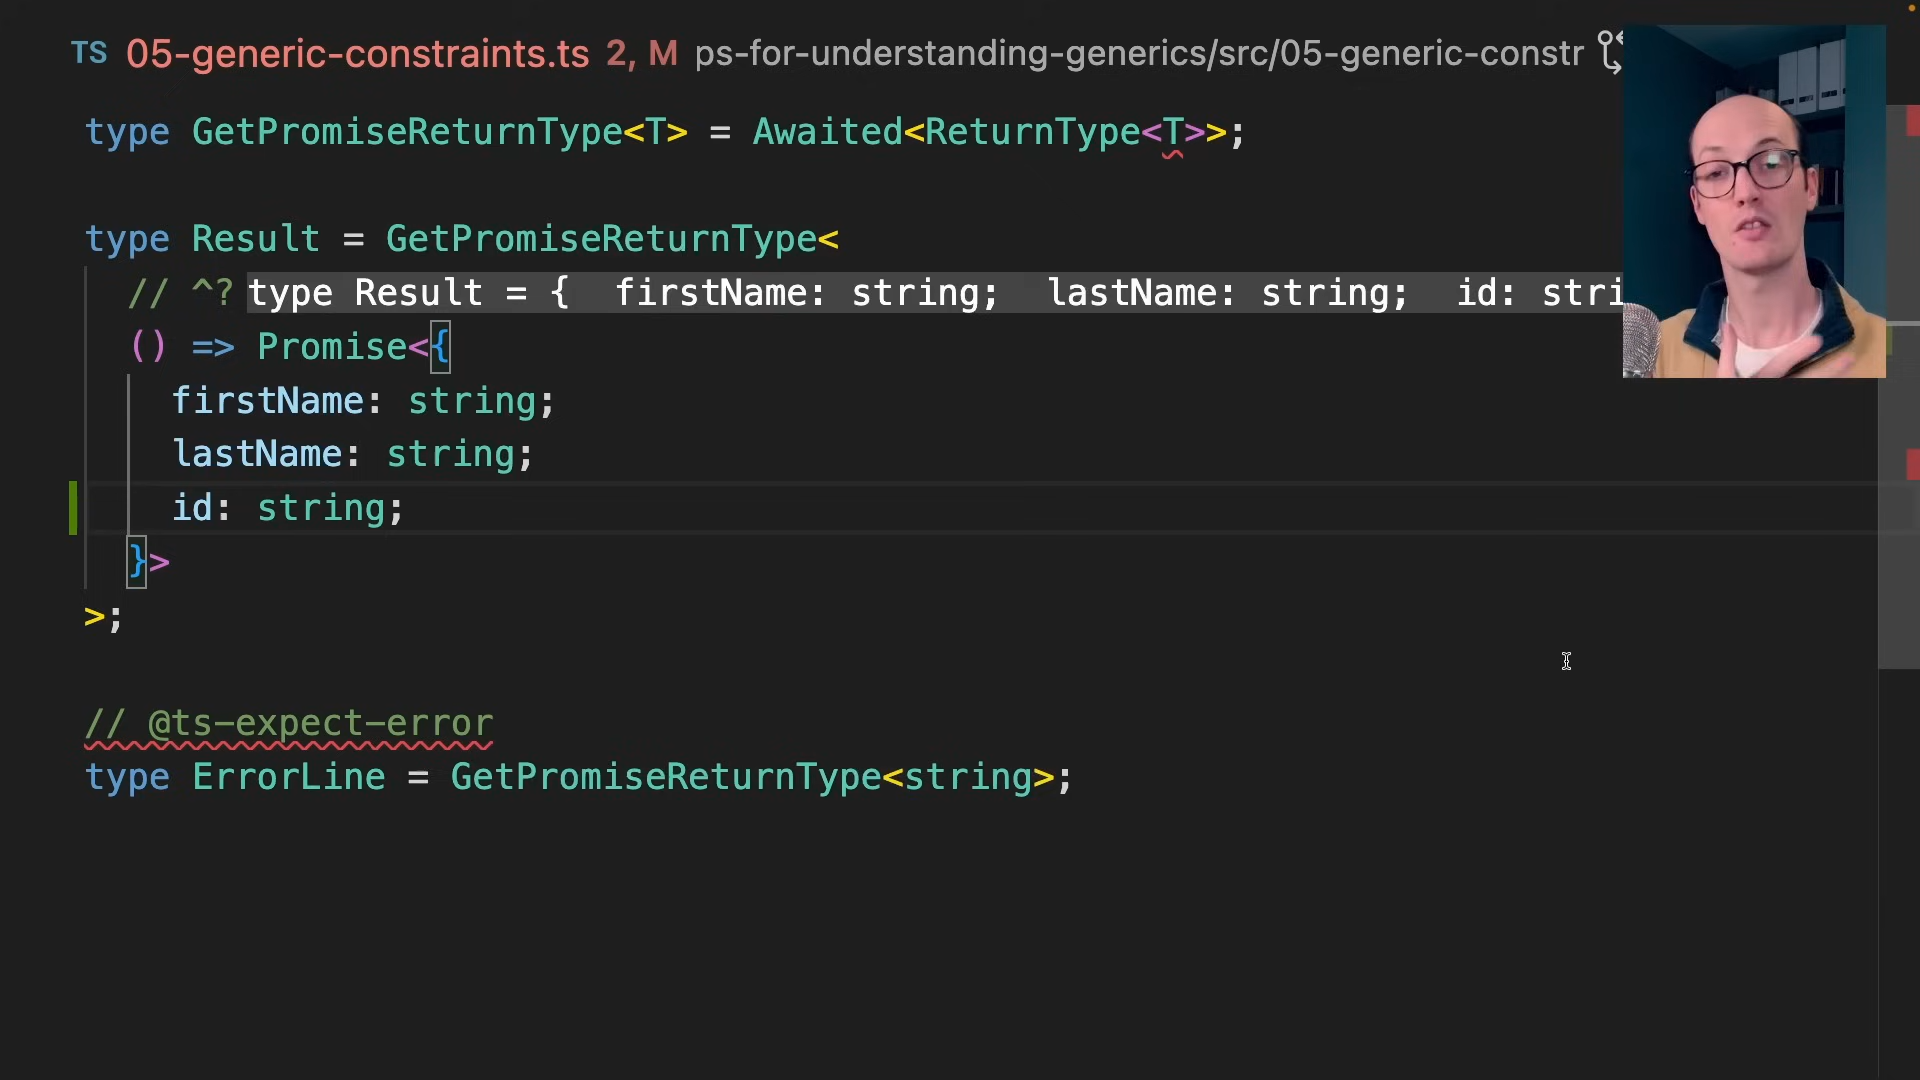 TS 05-generic-constraints.ts 2, M ps-for-understanding-generics/src/05-generic-constr
type GetPromiseReturnType<T> = Awaited<ReturnType<T>>;
type Result = GetPromiseReturnType<
// ^? type Result = {  firstName: string;  lastName: string;  id: stri
() => Promise<{
firstName: string;
lastName: string;
id: string;
}>
>;
// @ts-expect-error
type ErrorLine = GetPromiseReturnType<string>;